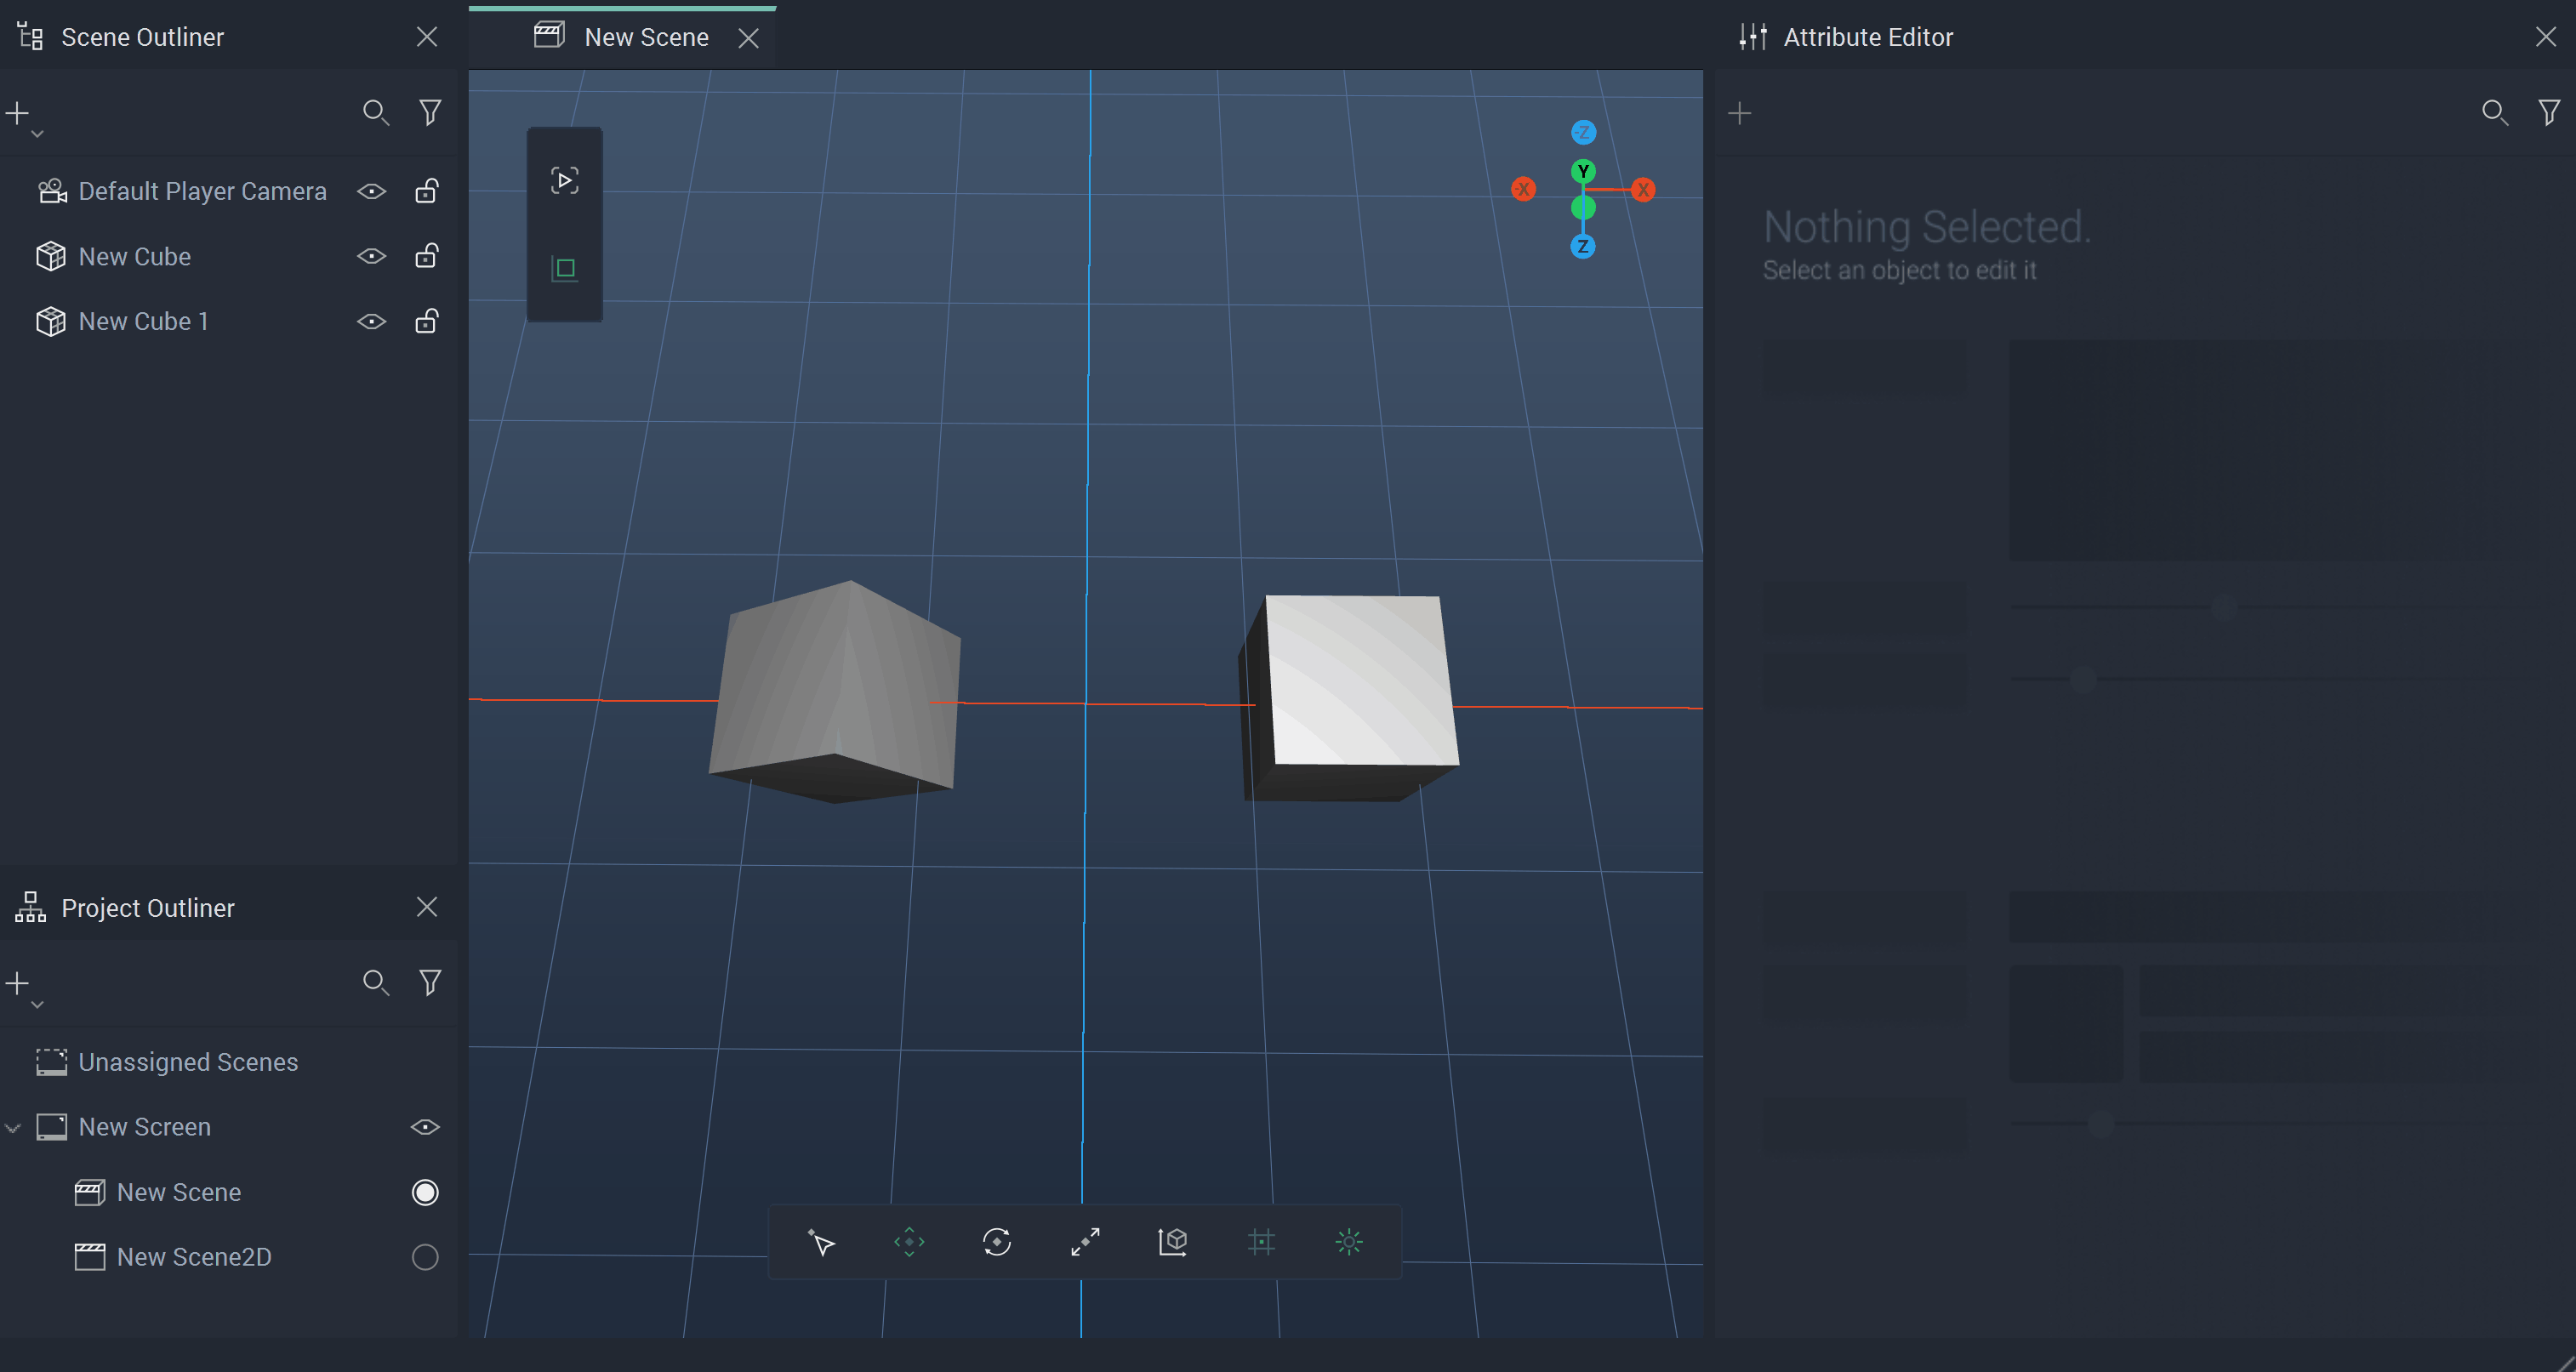 Scene Outliner
New Scene
Attribute Editor
Default Player Camera
New Cube
New Cube 1
-Z
Y
-X
X
Z
Nothing Selected.
Select an object to edit it
Project Outliner
Unassigned Scenes
New Screen
New Scene
New Scene2D